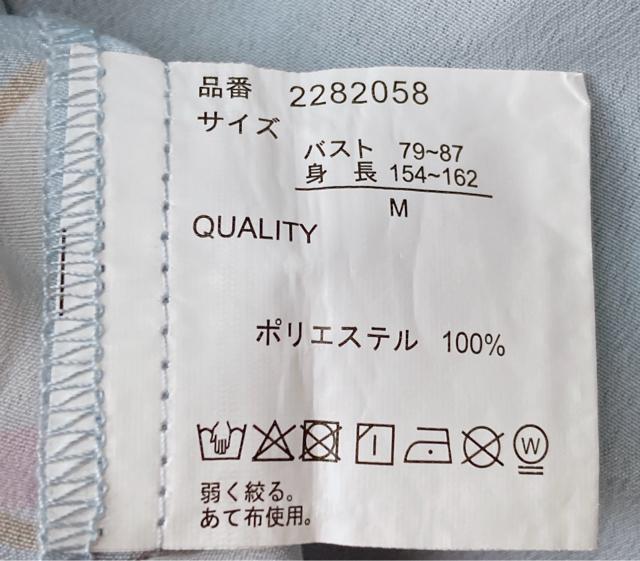 品番 2282058
サイズ
バスト 79~87
身 長 154~162
M
QUALITY
ポリエステル 100%
W
弱く絞る。
あて布使用。